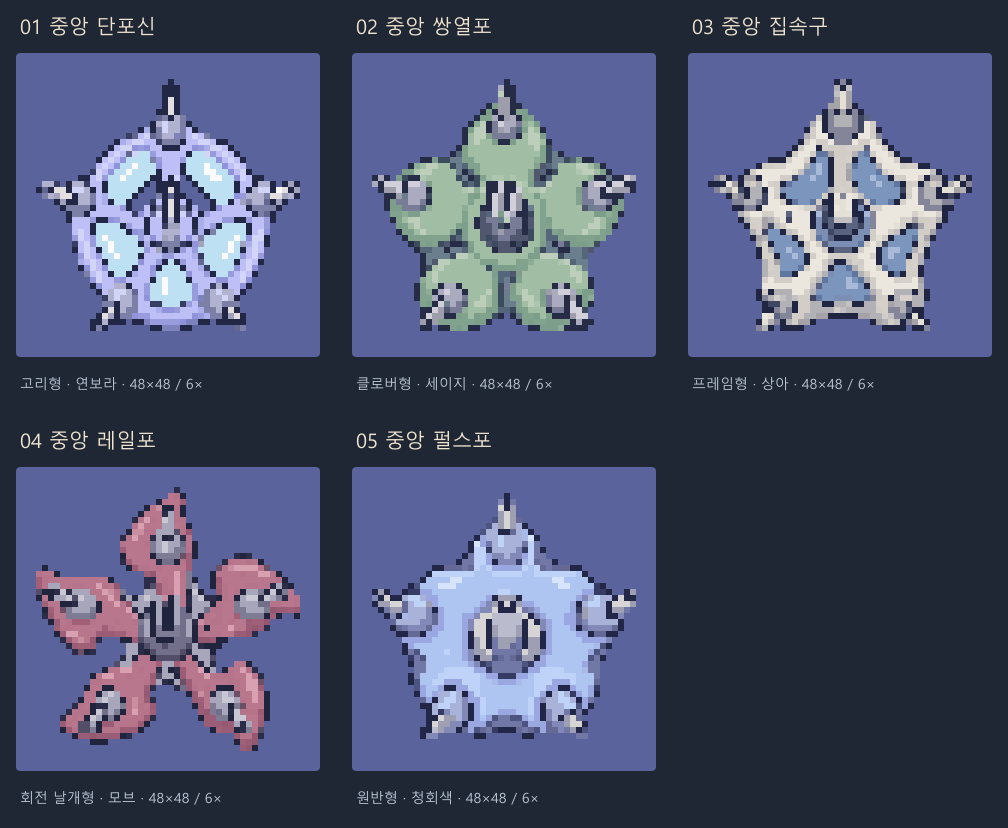 01 중앙 단포신
02 중앙 쌍열포
03 중앙 집속구
고리형 · 연보라 · 48×48 / 6×
클로버형 · 세이지 · 48×48 / 6×
프레임형 · 상아 · 48×48 / 6×
04 중앙 레일포
05 중앙 펄스포
회전 날개형 · 모브 · 48×48 / 6×
원반형 · 청회색 · 48×48 / 6×